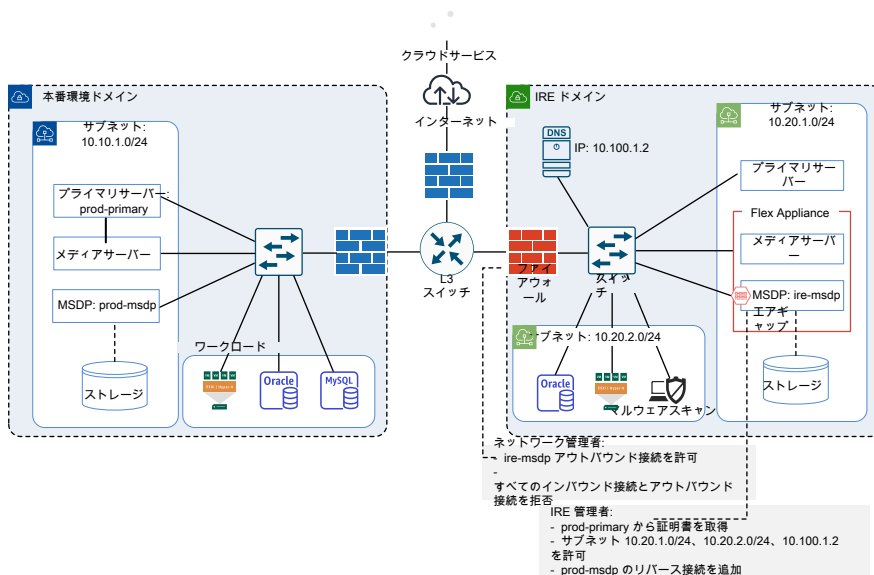 クラウドサービス
インターネット
本番環境ドメイン
サブネット:
10.10.1.0/24
プライマリサーバー:
prod-primary
メディアサーバー
MSDP: prod-msdp
ストレージ
ワークロード
Oracle
MySQL
L3
スイッチ
IRE ドメイン
DNS
IP: 10.100.1.2
ファイ
アウォ
ール
スイッ
チ
サブネット:
10.20.1.0/24
プライマリサー
バー
Flex Appliance
メディアサーバ
ー
MSDP: ire-msdp
エアギ
ャップ
ストレージ
サブネット: 10.20.2.0/24
Oracle
マルウェアスキャン
ネットワーク管理者:
- ire-msdp アウトバウンド接続を許可
-
すべてのインバウンド接続とアウトバウンド
接続を拒否
IRE 管理者:
- prod-primary から証明書を取得
- サブネット 10.20.1.0/24、10.20.2.0/24、10.100.1.2
を許可
- prod-msdp のリバース接続を追加